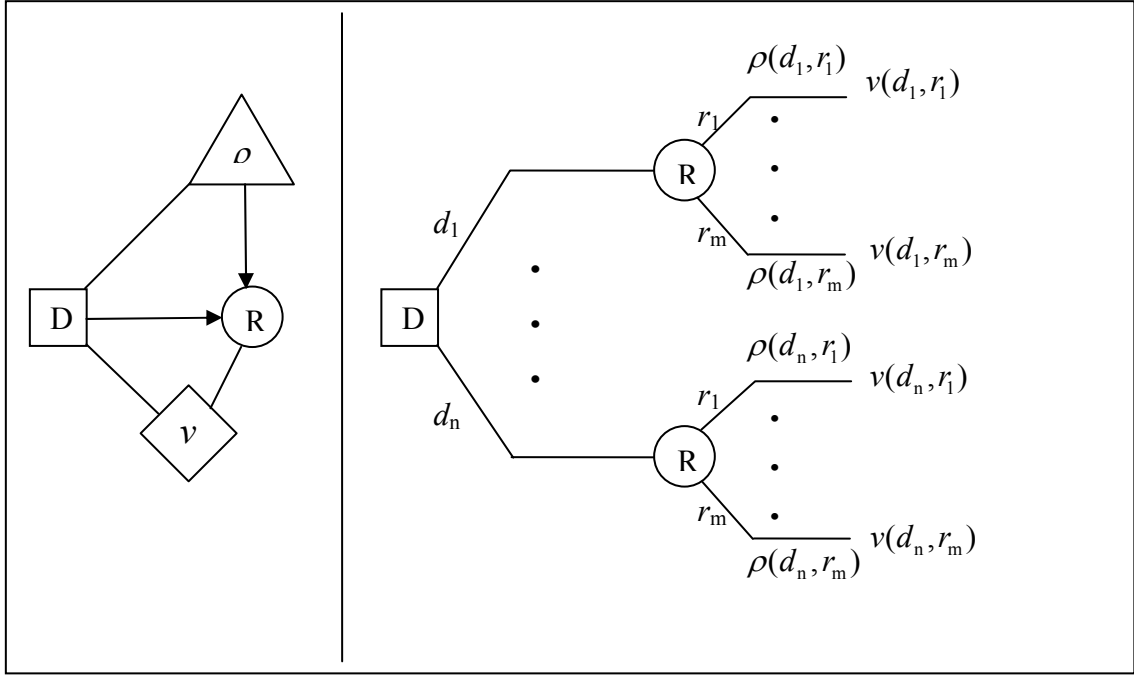 ρ
D
R
v
D
d₁
dₙ
R
r₁
rₘ
ρ(d₁,r₁)
v(d₁,r₁)
v(d₁,rₘ)
ρ(d₁,rₘ)
R
r₁
rₘ
ρ(dₙ,r₁)
v(dₙ,r₁)
v(dₙ,rₘ)
ρ(dₙ,rₘ)